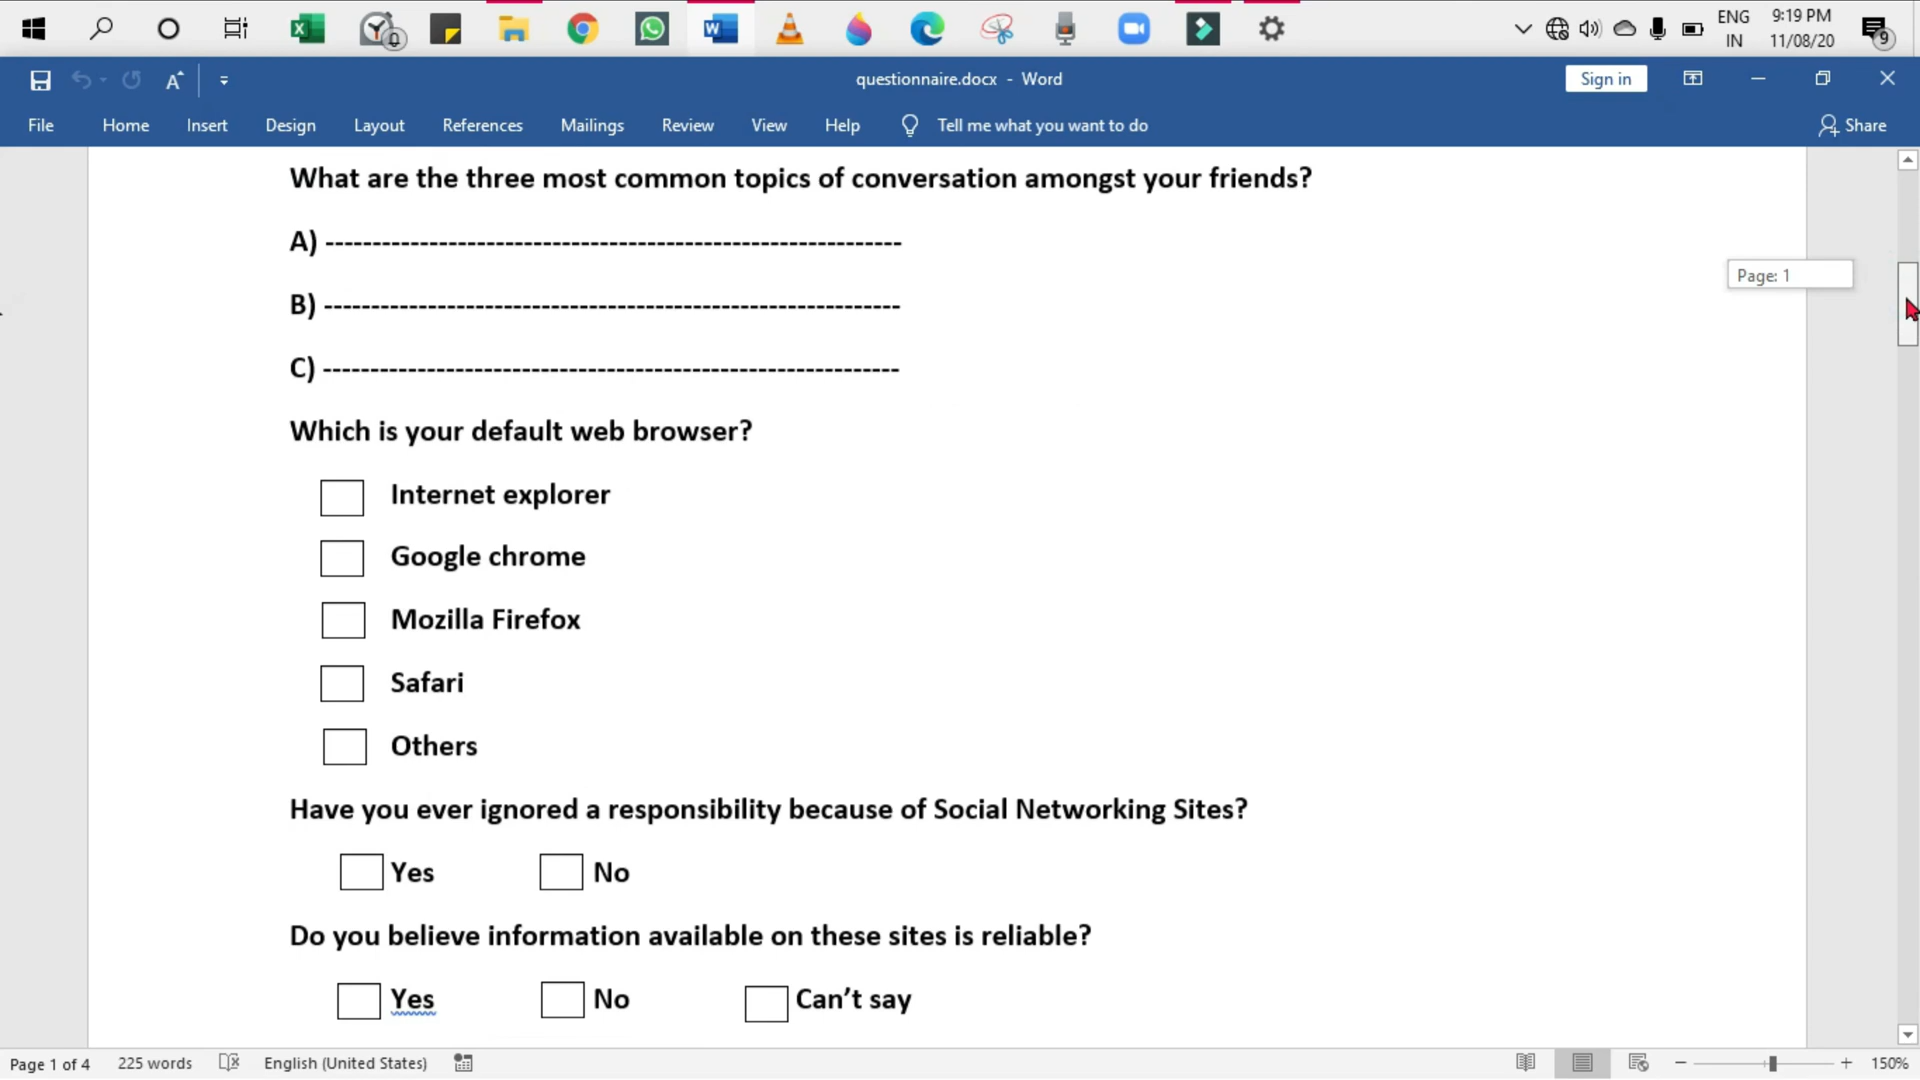 ENG
IN
9:19 PM
11/08/20
9
questionnaire.docx - Word
Sign in
File Home Insert Design Layout References Mailings Review View Help Tell me what you want to do Share
What are the three most common topics of conversation amongst your friends?
A) -------------------------------------------------------------
B) -------------------------------------------------------------
C) -------------------------------------------------------------
Page: 1
Which is your default web browser?
Internet explorer
Google chrome
Mozilla Firefox
Safari
Others
Have you ever ignored a responsibility because of Social Networking Sites?
Yes No
Do you believe information available on these sites is reliable?
Yes No Can’t say
Page 1 of 4 225 words English (United States) 150%